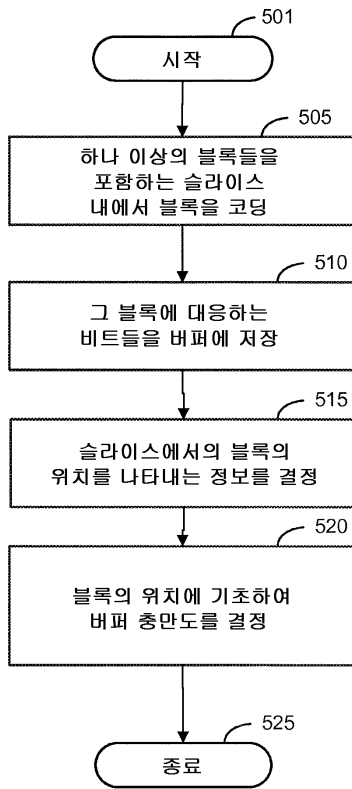 501
시작
505
하나 이상의 블록들을
포함하는 슬라이스
내에서 블록을 코딩
510
그 블록에 대응하는
비트들을 버퍼에 저장
515
슬라이스에서의 블록의
위치를 나타내는 정보를 결정
520
블록의 위치에 기초하여
버퍼 충만도를 결정
525
종료